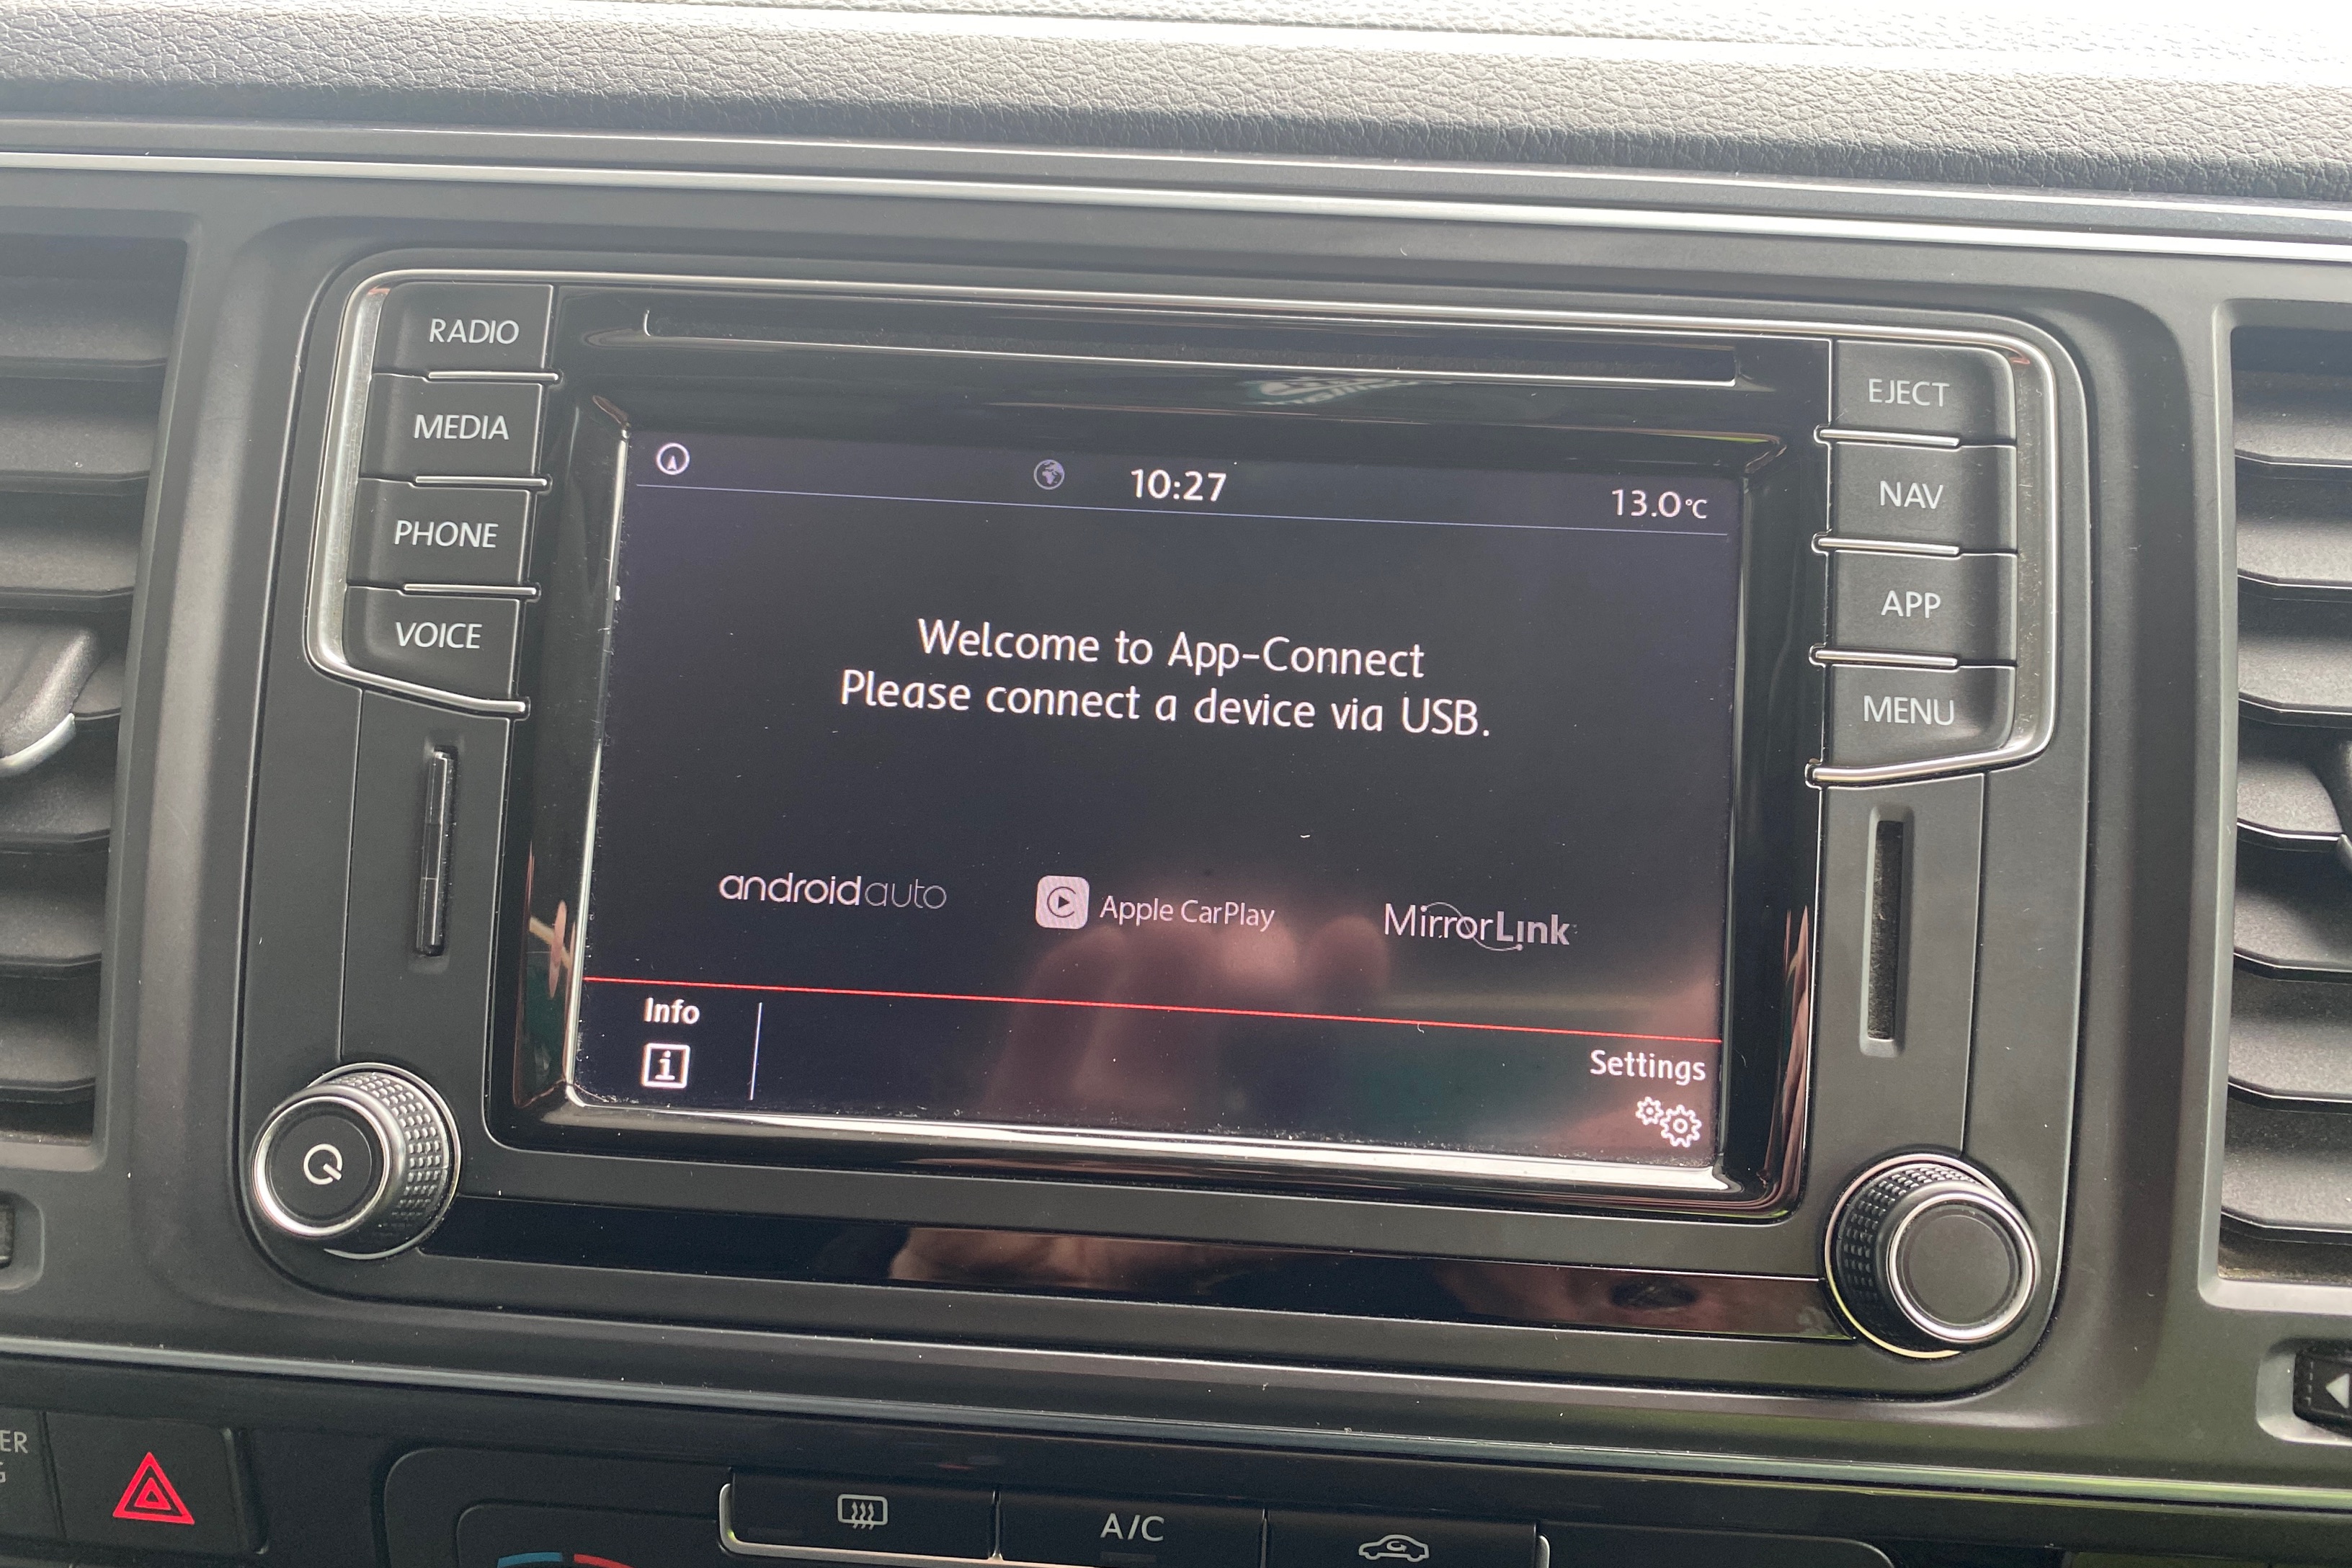 RADIO
MEDIA
PHONE
VOICE
EJECT
NAV
APP
MENU
10:27
13.0°C
Welcome to App-Connect
Please connect a device via USB.
androidauto
Apple CarPlay
MirrorLink
Info
i
Settings
ER
A/C